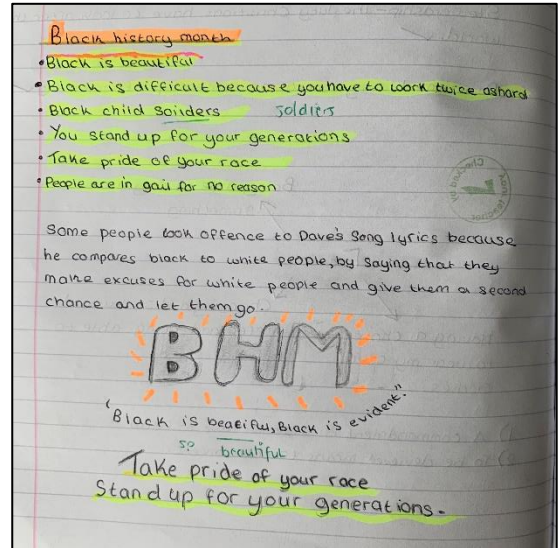 Black history month
• Black is beautiful
• Black is difficult because you have to work twice ashard
• Black child soilders soldiers
• You stand up for your generations
• Take pride of your race
• People are in gail for no reason
Some people took offence to Dave's Song lyrics because
he compares black to white people, by saying that they
make excuses for white people and give them a second
chance and let them go.
BHM
"Black is beatiful, Black is evident."
so beautiful
Take pride of your race
Stand up for your generations.